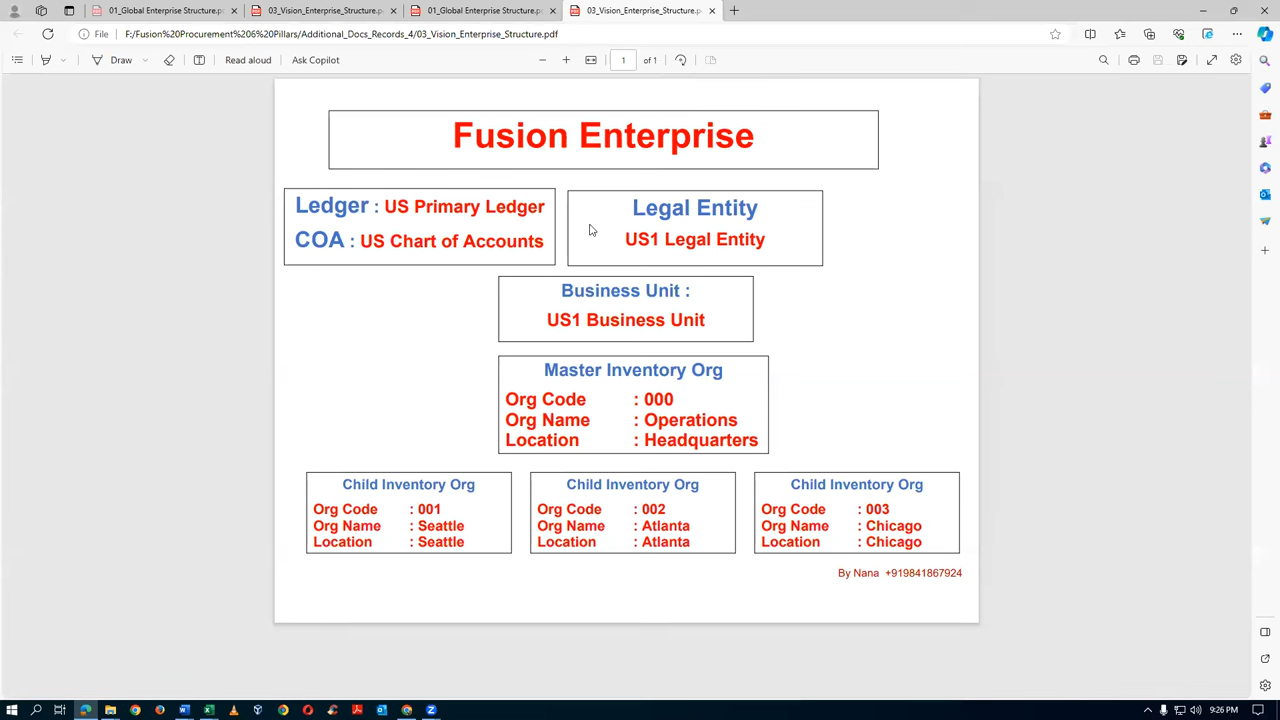 01_Global Enterprise Structure.p
03_Vision_Enterprise_Structure.p
01_Global Enterprise Structure.pc
03_Vision_Enterprise_Structure.p
File
F:/Fusion%20Procurement%206%20Pillars/Additional_Docs_Records_4/03_Vision_Enterprise_Structure.pdf
Draw
Read aloud
Ask Copilot
1
of 1
Fusion Enterprise
Ledger : US Primary Ledger
COA : US Chart of Accounts
Legal Entity
US1 Legal Entity
Business Unit :
US1 Business Unit
Master Inventory Org
Org Code : 000
Org Name : Operations
Location : Headquarters
Child Inventory Org
Org Code : 001
Org Name : Seattle
Location : Seattle
Child Inventory Org
Org Code : 002
Org Name : Atlanta
Location : Atlanta
Child Inventory Org
Org Code : 003
Org Name : Chicago
Location : Chicago
By Nana +919841867924
9:26 PM